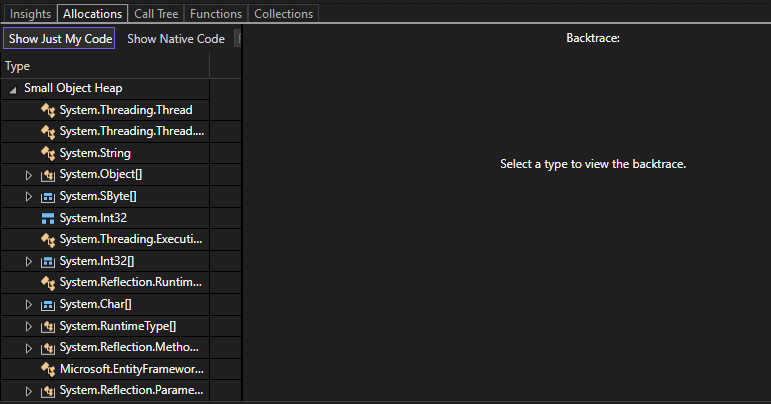 Insights Allocations Call Tree Functions Collections
Show Just My Code Show Native Code
Backtrace:
Type
Small Object Heap
System.Threading.Thread
System.Threading.Thread....
System.String
Select a type to view the backtrace.
System.Object[]
System.SByte[]
System.Int32
System.Threading.Executi...
System.Int32[]
System.Reflection.Runtim...
System.Char[]
System.RuntimeType[]
System.Reflection.Metho...
Microsoft.EntityFramewor...
System.Reflection.Parame...